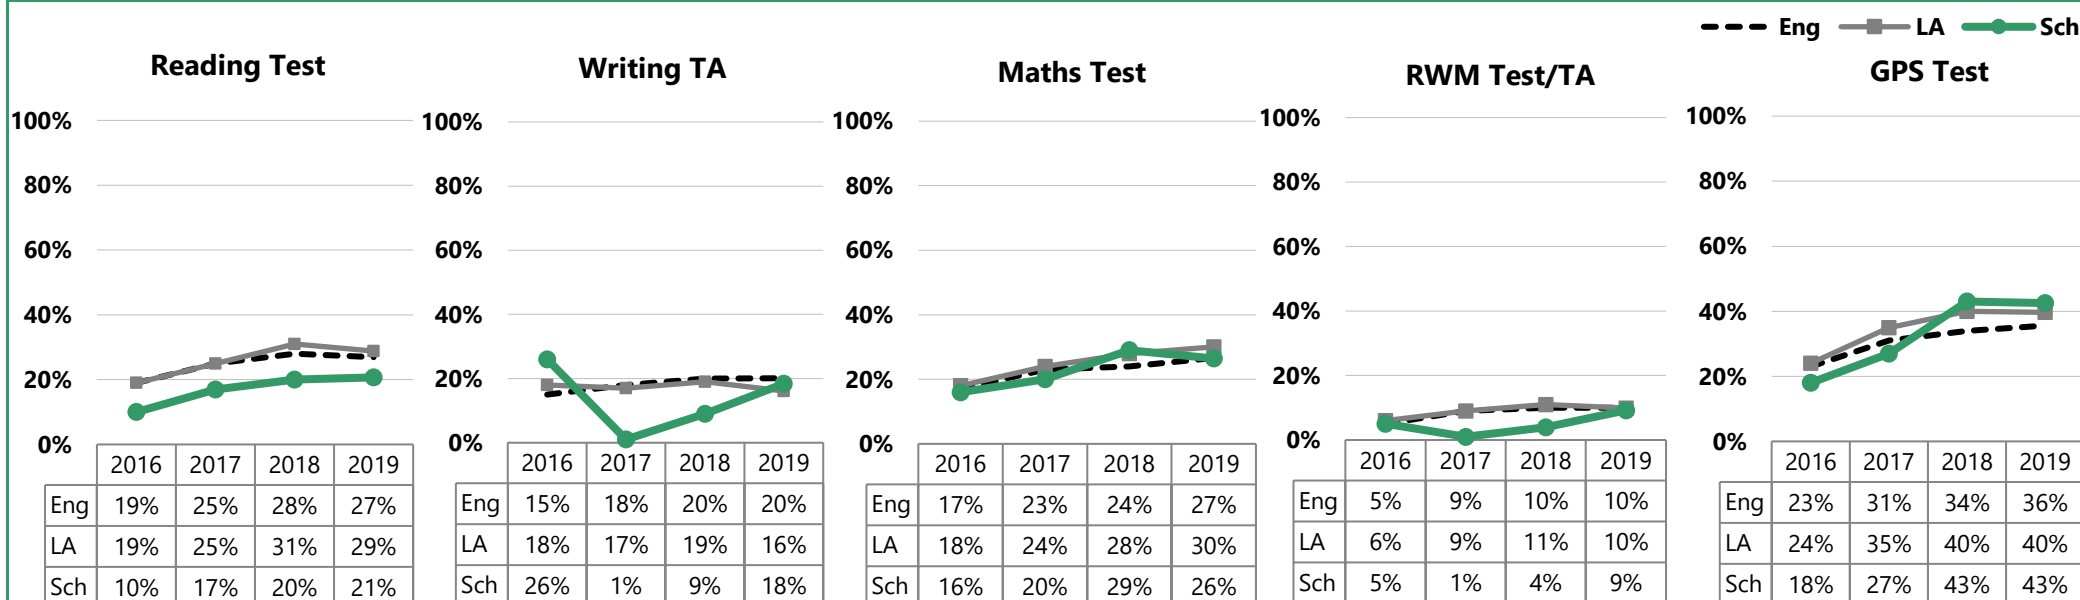 Eng LA Sch
Reading Test
100%
80%
60%
40%
20%
0%
2016 2017 2018 2019
Eng 19% 25% 28% 27%
LA 19% 25% 31% 29%
Sch 10% 17% 20% 21%
Writing TA
100%
80%
60%
40%
20%
0%
2016 2017 2018 2019
Eng 15% 18% 20% 20%
LA 18% 17% 19% 16%
Sch 26% 1% 9% 18%
Maths Test
100%
80%
60%
40%
20%
0%
2016 2017 2018 2019
Eng 17% 23% 24% 27%
LA 18% 24% 28% 30%
Sch 16% 20% 29% 26%
RWM Test/TA
100%
80%
60%
40%
20%
0%
2016 2017 2018 2019
Eng 5% 9% 10% 10%
LA 6% 9% 11% 10%
Sch 5% 1% 4% 9%
GPS Test
100%
80%
60%
40%
20%
0%
2016 2017 2018 2019
Eng 23% 31% 34% 36%
LA 24% 35% 40% 40%
Sch 18% 27% 43% 43%